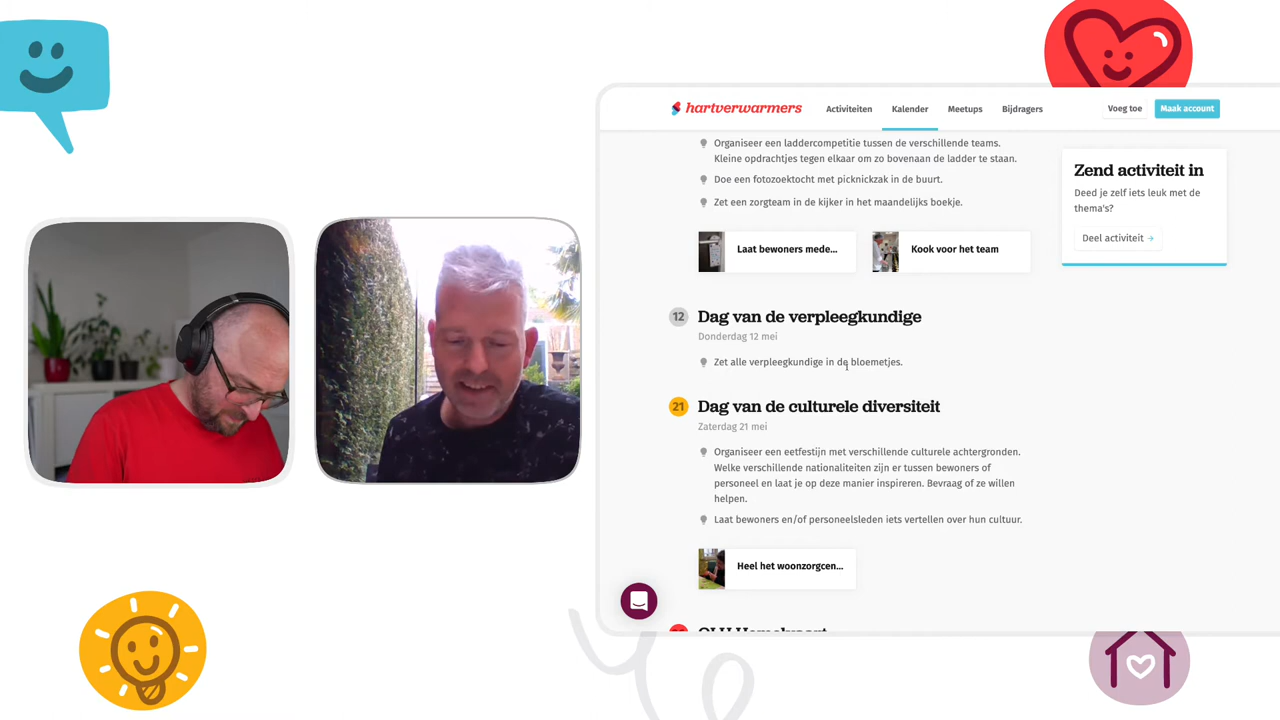 hartverwarmers
Activiteiten
Kalender
Meetups
Bijdragers
Voeg toe
Maak account
Organiseer een laddercompetitie tussen de verschillende teams.
Kleine opdrachtjes tegen elkaar om zo bovenaan de ladder te staan.
Doe een fotozoektocht met picknickzak in de buurt.
Zet een zorgteam in de kijker in het maandelijks boekje.
Laat bewoners mede...
Kook voor het team
12
Dag van de verpleegkundige
Donderdag 12 mei
Zet alle verpleegkundige in de bloemetjes.
21
Dag van de culturele diversiteit
Zaterdag 21 mei
Organiseer een eetfestijn met verschillende culturele achtergronden.
Welke verschillende nationaliteiten zijn er tussen bewoners of
personeel en laat je op deze manier inspireren. Bevraag of ze willen
helpen.
Laat bewoners en/of personeelsleden iets vertellen over hun cultuur.
Heel het woonzorgcen...
Zend activiteit in
Deed je zelf iets leuk met de
thema's?
Deel activiteit →